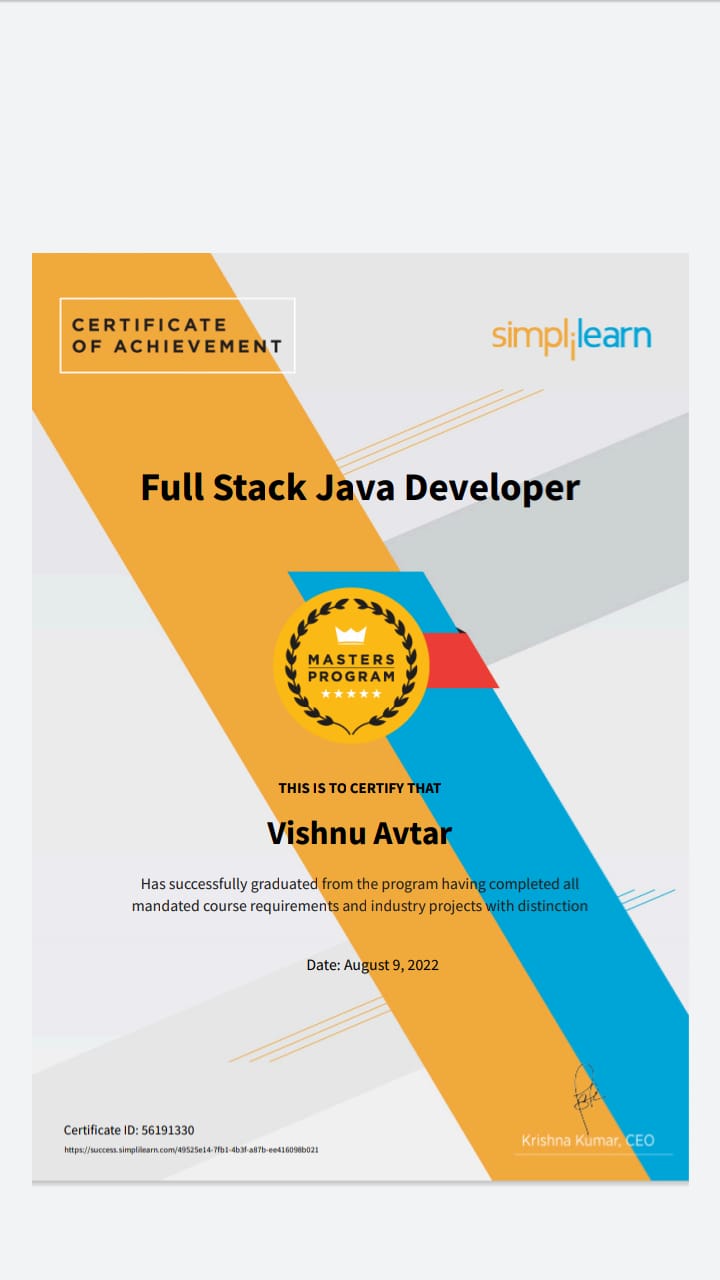 CERTIFICATE
OF ACHIEVEMENT
simplilearn
Full Stack Java Developer
MASTERS
PROGRAM
THIS IS TO CERTIFY THAT
Vishnu Avtar
Has successfully graduated from the program having completed all
mandated course requirements and industry projects with distinction
Date: August 9, 2022
Certificate ID: 56191330
https://success.simplilearn.com/49525e14-7fb1-4b3f-a87b-ee416098b021
Krishna Kumar, CEO